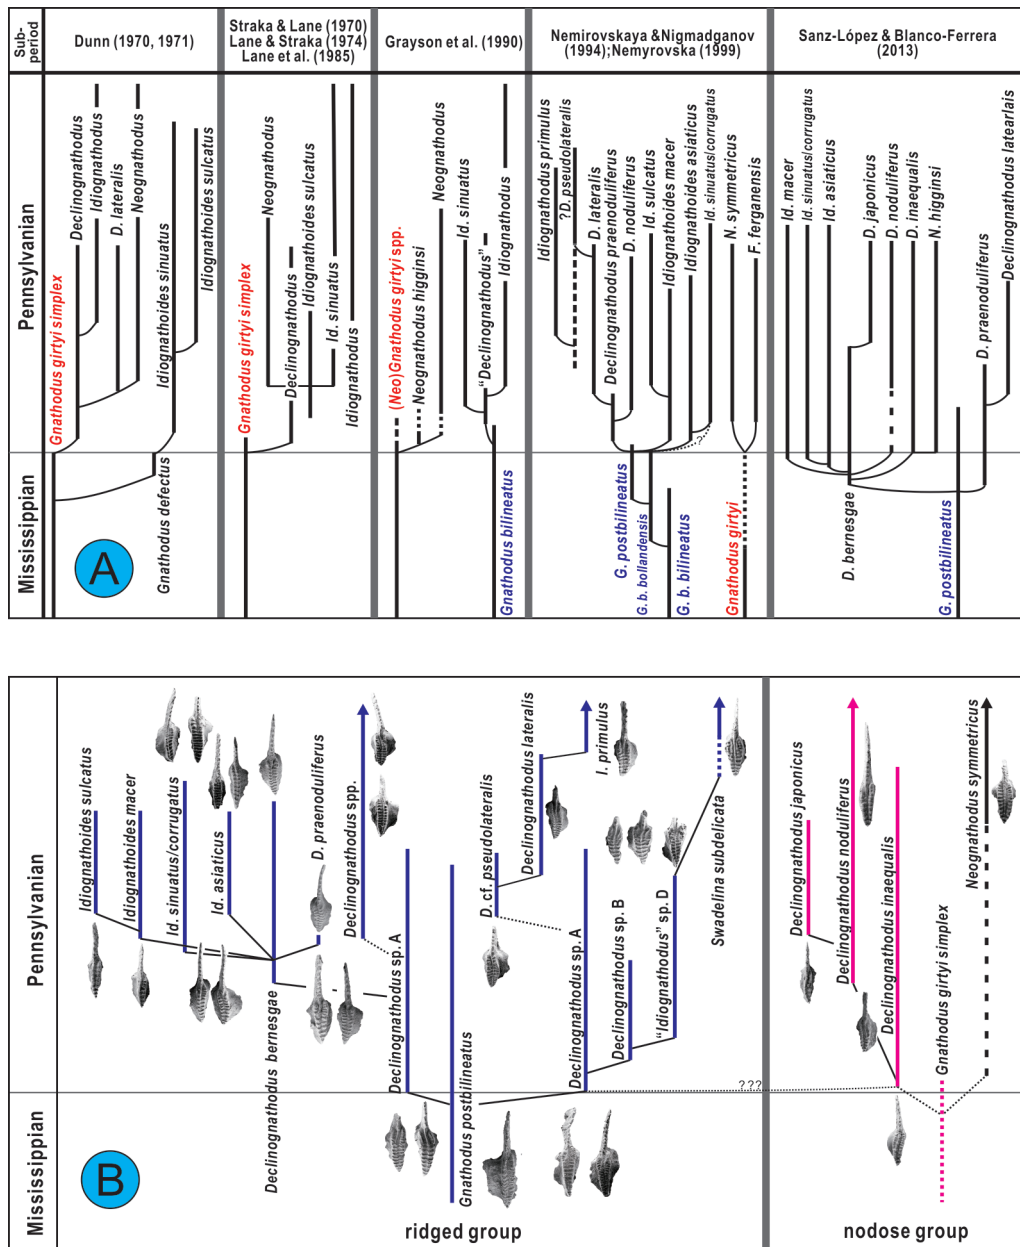 Sub-
period
Dunn (1970, 1971)
Straka & Lane (1970)
Lane & Straka (1974)
Lane et al. (1985)
Grayson et al. (1990)
Nemirovskaya &Nigmadganov
(1994);Nemyrovska (1999)
Sanz-López & Blanco-Ferrera
(2013)
Pennsylvanian
Mississippian
Gnathodus girtyi simplex
Declinognathodus
Idiognathodus
D. lateralis
Neognathodus
Idiognathoides sinuatus
Idiognathoides sulcatus
Gnathodus defectus
Gnathodus girtyi simplex
Neognathodus
Declinognathodus
Idiognathoides sulcatus
Id. sinuatus
Idiognathodus
(Neo)Gnathodus girtyi spp.
Neognathodus higginsi
Neognathodus
Id. sinuatus
“Declinognathodus”
Idiognathodus
Gnathodus bilineatus
Idiognathodus primulus
?D. pseudolateralis
D. lateralis
Declinognathodus praenoduliferus
D. noduliferus
Id. sulcatus
Idiognathoides macer
Idiognathoides asiaticus
Id. sinuatus/corrugatus
N. symmetricus
F. ferganensis
?
G. postbilineatus
G. b. bollandensis
G. b. bilineatus
Gnathodus girtyi
Id. macer
Id. sinuatus/corrugatus
Id. asiaticus
D. japonicus
D. noduliferus
D. inaequalis
N. higginsi
D. praenoduliferus
Declinognathodus latearlais
D. bernesgae
G. postbilineatus
A
Pennsylvanian
Mississippian
Idiognathoides sulcatus
Idiognathoides macer
Id. sinuatus/corrugatus
Id. asiaticus
Declinognathodus bernesgae
D. praenoduliferus
Declinognathodus spp.
Declinognathodus sp. A
Gnathodus postbilineatus
D. cf. pseudolateralis
Declinognathodus lateralis
I. primulus
Declinognathodus sp. A
Declinognathodus sp. B
“Idiognathodus” sp. D
Swadelina subdelicata
Declinognathodus japonicus
Declinognathodus noduliferus
Declinognathodus inaequalis
Gnathodus girtyi simplex
Neognathodus symmetricus
???
B
ridged group
nodose group